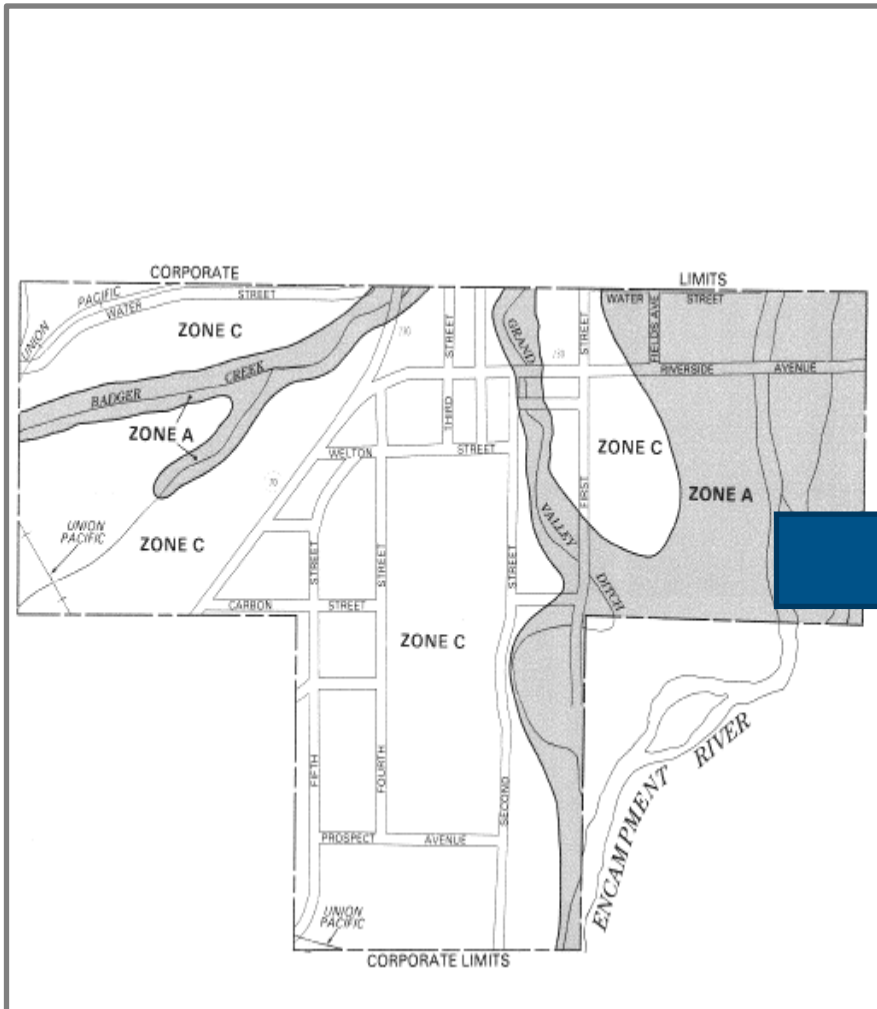 CORPORATE
LIMITS
UNION
PACIFIC
WATER
STREET
WATER
STREET
FIELDS AVE
ZONE C
STREET
GRAND
STREET
RIVERSIDE
AVENUE
BADGER
CREEK
ZONE A
THIRD
WELTON
STREET
ZONE C
ZONE A
70
FIRST
UNION
PACIFIC
ZONE C
VALLEY
STREET
STREET
STREET
DITCH
CARBON
STREET
ZONE C
FIFTH
FOURTH
SECOND
ENCAMPMENT
RIVER
PROSPECT
AVENUE
UNION
PACIFIC
CORPORATE LIMITS